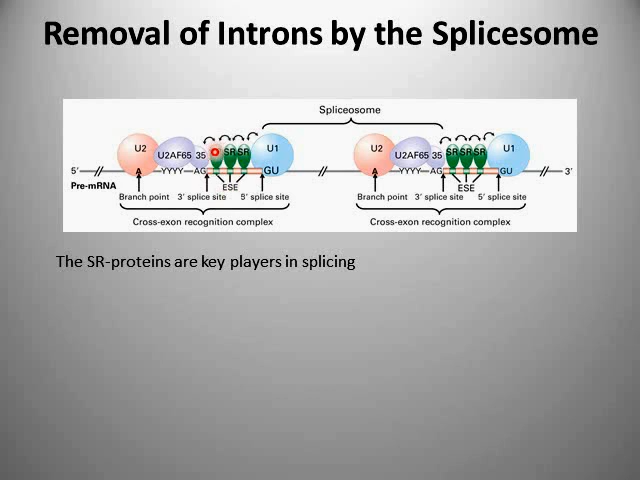 Removal of Introns by the Splicesome
Spliceosome
U2 U2AF65 35 SR SR U1 U2 U2AF65 35 SR SR SR U1
5′ A YYYY AG GU A YYYY AG GU 3′
Pre-mRNA
ESE ESE
Branch point 3′ splice site 5′ splice site Branch point 3′ splice site 5′ splice site
Cross-exon recognition complex Cross-exon recognition complex
The SR-proteins are key players in splicing